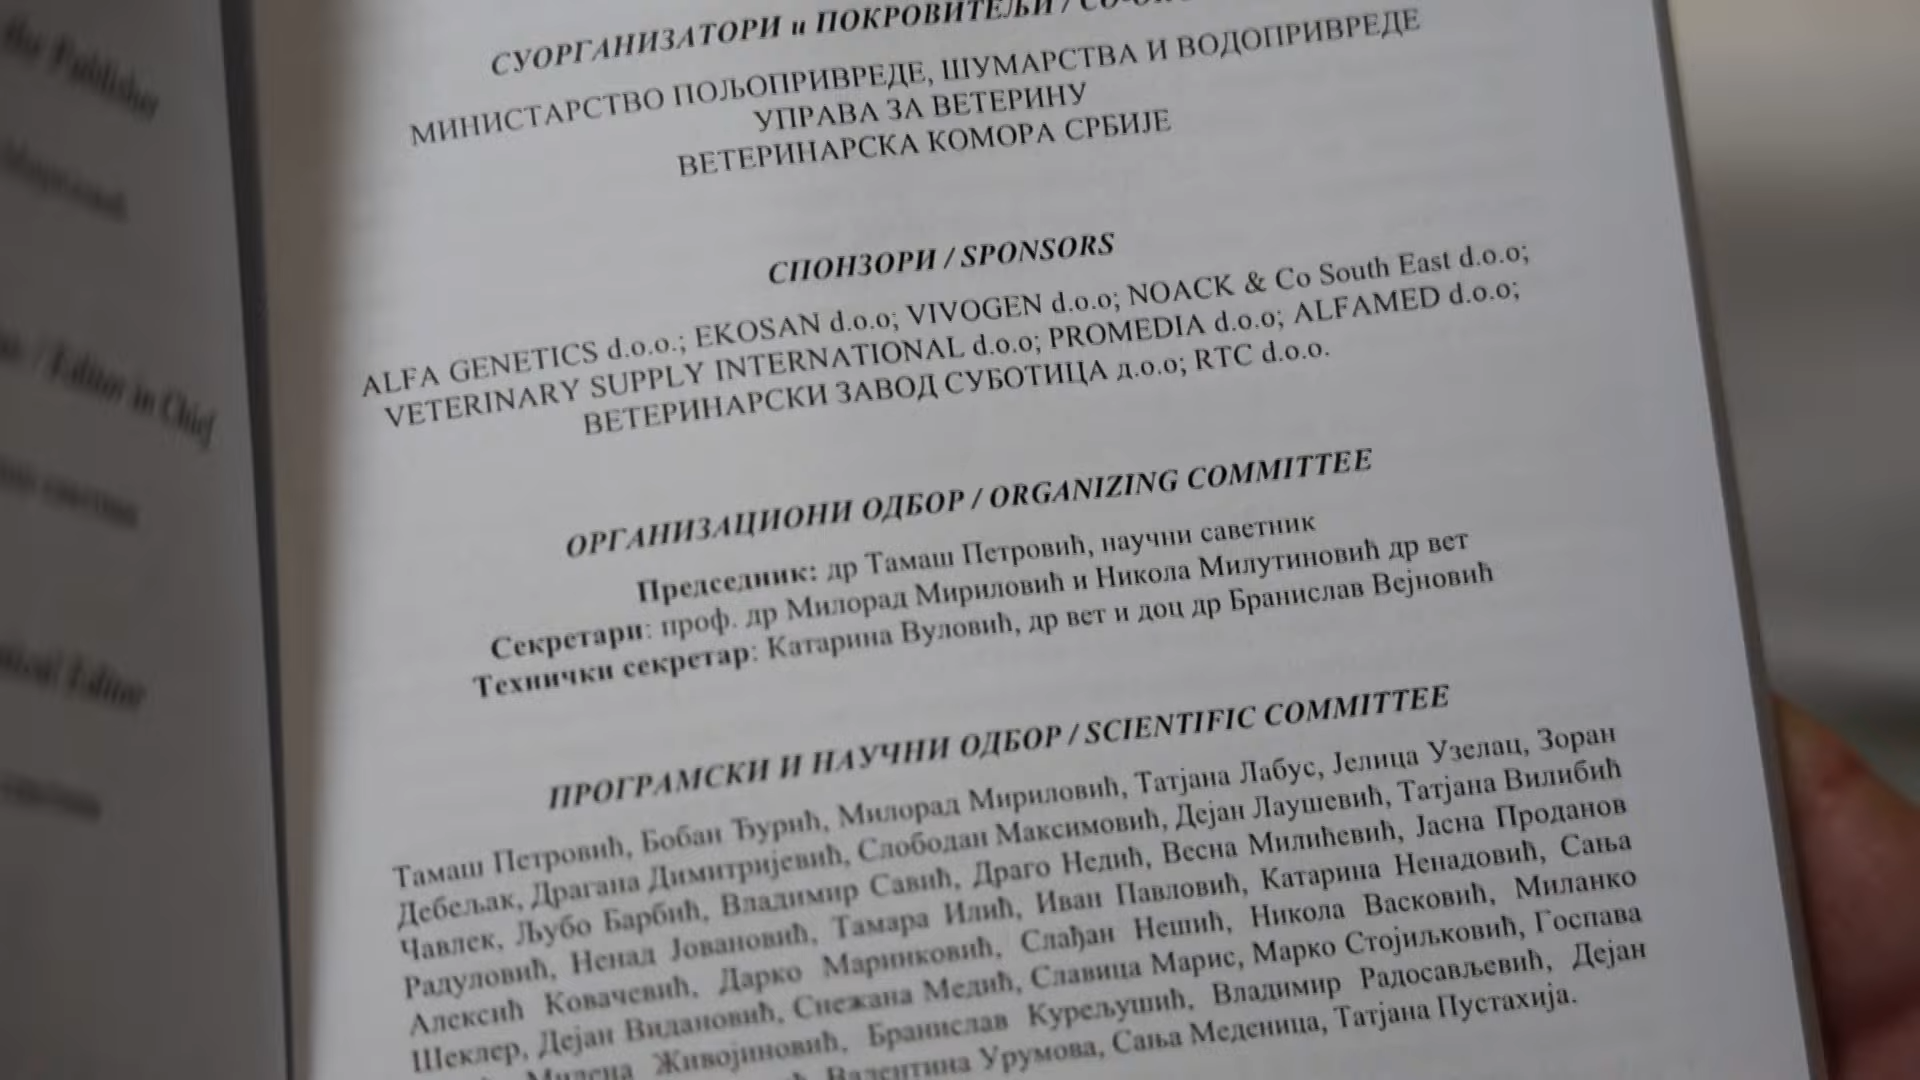 the Publisher
/ Editor in Chief
Editor
СУОРГАНИЗАТОРИ и ПОКРОВИТЕЉИ /
МИНИСТАРСТВО ПОЉОПРИВРЕДЕ, ШУМАРСТВА И ВОДОПРИВРЕДЕ
УПРАВА ЗА ВЕТЕРИНУ
ВЕТЕРИНАРСКА КОМОРА СРБИЈЕ
СПОНЗОРИ / SPONSORS
ALFA GENETICS d.o.o.; EKOSAN d.o.o; VIVOGEN d.o.o; NOACK & Co South East d.o.o;
VETERINARY SUPPLY INTERNATIONAL d.o.o; PROMEDIA d.o.o; ALFAMED d.o.o;
ВЕТЕРИНАРСКИ ЗАВОД СУБОТИЦА д.о.о; RTC d.o.o.
ОРГАНИЗАЦИОНИ ОДБОР / ORGANIZING COMMITTEE
Председник: др Тамаш Петровић, научни саветник
Секретари: проф. др Милорад Мириловић и Никола Милутиновић др вет
Технички секретар: Катарина Вуловић, др вет и доц др Бранислав Вејновић
ПРОГРАМСКИ И НАУЧНИ ОДБОР / SCIENTIFIC COMMITTEE
Тамаш Петровић, Бобан Ђурић, Милорад Мириловић, Татјана Лабус, Јелица Узелац, Зоран
Дебељак, Драгана Димитријевић, Слободан Максимовић, Дејан Лаушевић, Татјана Вилибић
Чавлек, Љубо Барбић, Владимир Савић, Драго Недић, Весна Милићевић, Јасна Проданов
Радуловић, Ненад Јовановић, Тамара Илић, Иван Павловић, Катарина Ненадовић, Сања
Алексић Ковачевић, Дарко Маринковић, Слађан Нешић, Никола Васковић, Миланко
Шеклер, Дејан Видановић, Снежана Медић, Славица Марис, Марко Стојиљковић, Госпава
Милена Живојиновић, Бранислав Курељушић, Владимир Радосављевић, Дејан
Валентина Урумова, Сања Меденица, Татјана Пустахија.